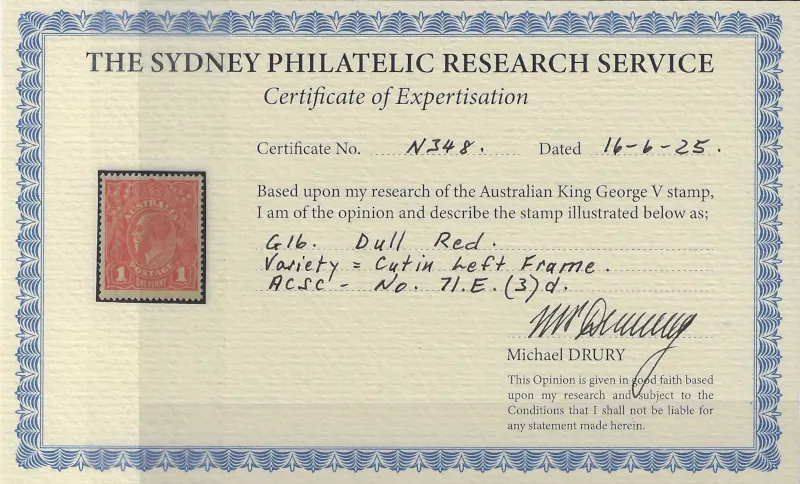 THE SYDNEY PHILATELIC RESEARCH SERVICE
Certificate of Expertisation
Certificate No. N348. Dated 16-6-25.
Based upon my research of the Australian King George V stamp,
I am of the opinion and describe the stamp illustrated below as;
G16. Dull Red.
Variety = Cut in Left Frame.
ACSC - No. 71.E.(3)d.
Michael DRURY
This Opinion is given in good faith based
upon my research and subject to the
Conditions that I shall not be liable for
any statement made herein.
AUSTRALIA
POSTAGE
1 1
ONE PENNY